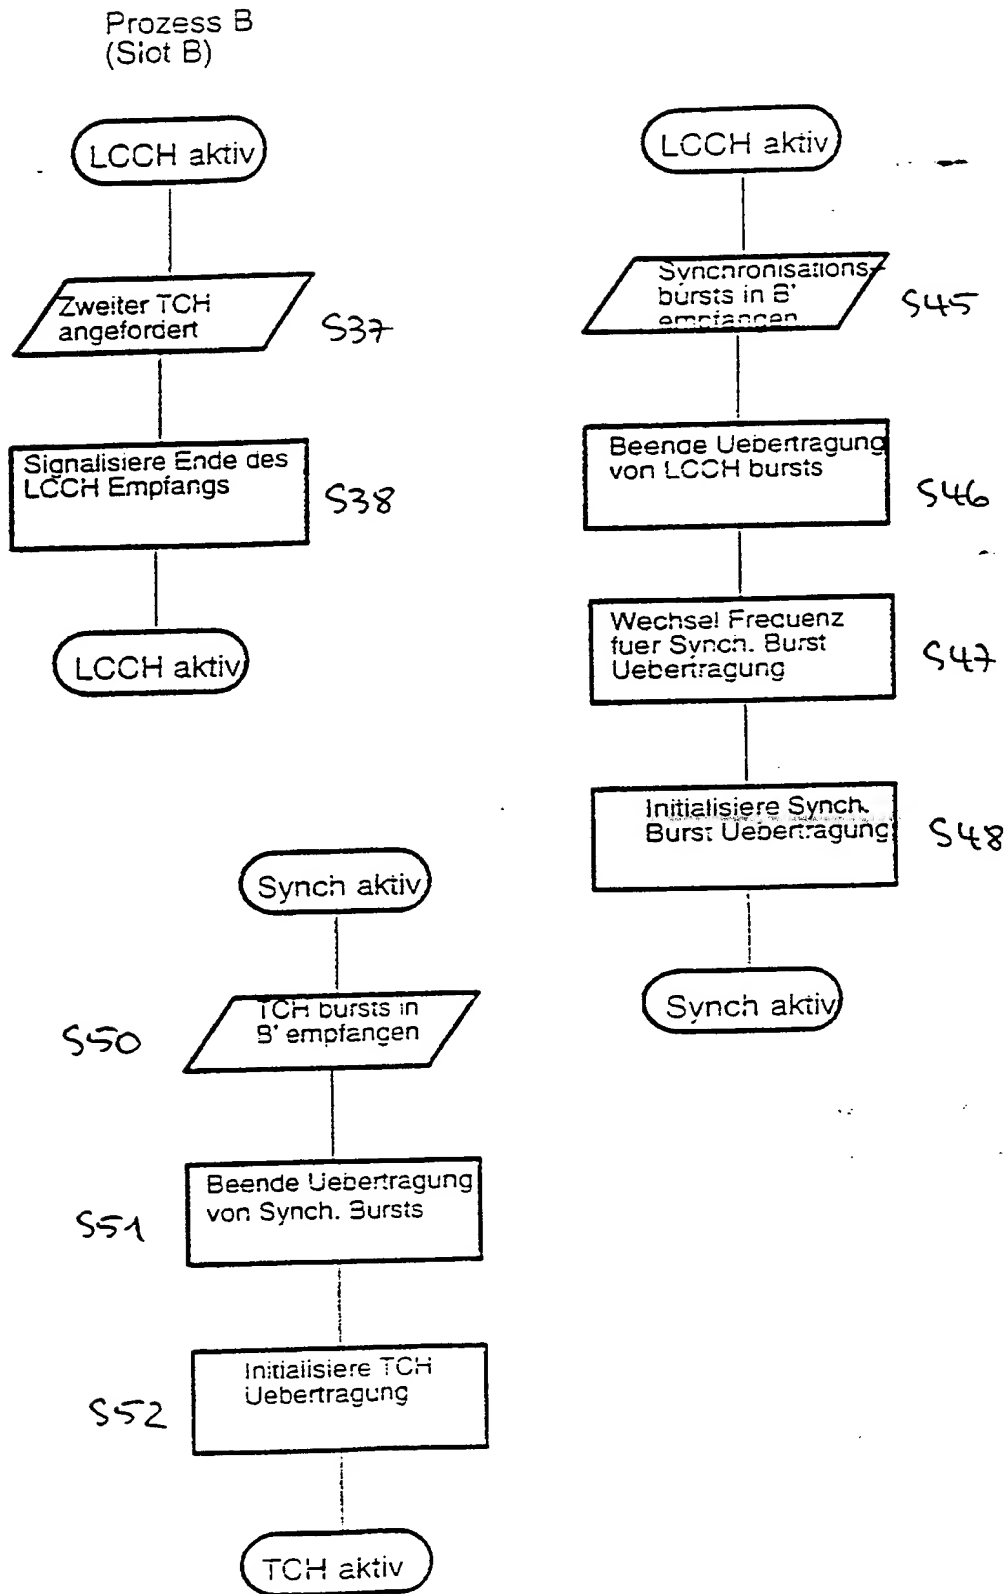 Prozess B
(Slot B)
LCCH aktiv
Zweiter TCH
angefordert
S37
Signalisiere Ende des
LCCH Empfangs
S38
LCCH aktiv
LCCH aktiv
Synchronisations-
bursts in B'
empfangen
S45
Beende Uebertragung
von LCCH bursts
S46
Wechsel Frequenz
fuer Synch. Burst
Uebertragung
S47
Initialisiere Synch.
Burst Uebertragung
S48
Synch aktiv
Synch aktiv
TCH bursts in
B' empfangen
S50
Beende Uebertragung
von Synch. Bursts
S51
Initialisiere TCH
Uebertragung
S52
TCH aktiv